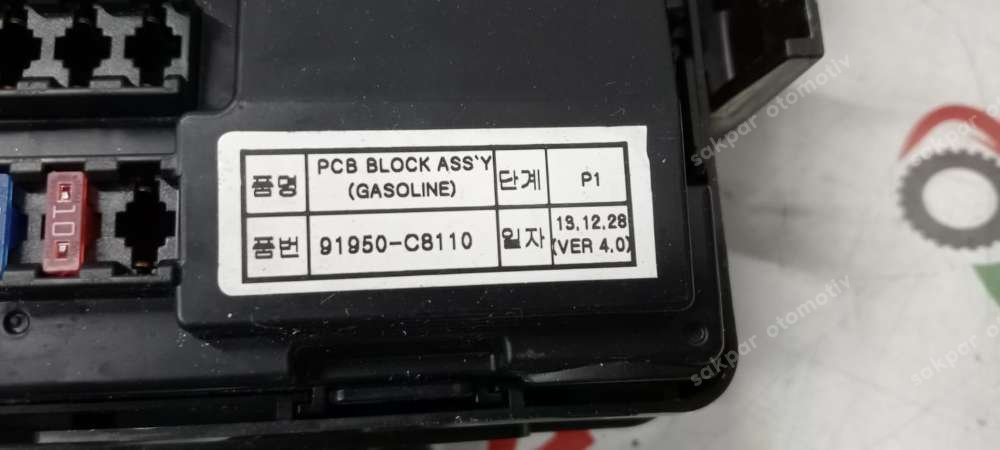 품명 PCB BLOCK ASS'Y (GASOLINE) 단계 P1
품번 91950-C8110 일자 13.12.28 (VER 4.0)
10
sakpar otomotiv
sakpar otomotiv
sakpar otomotiv